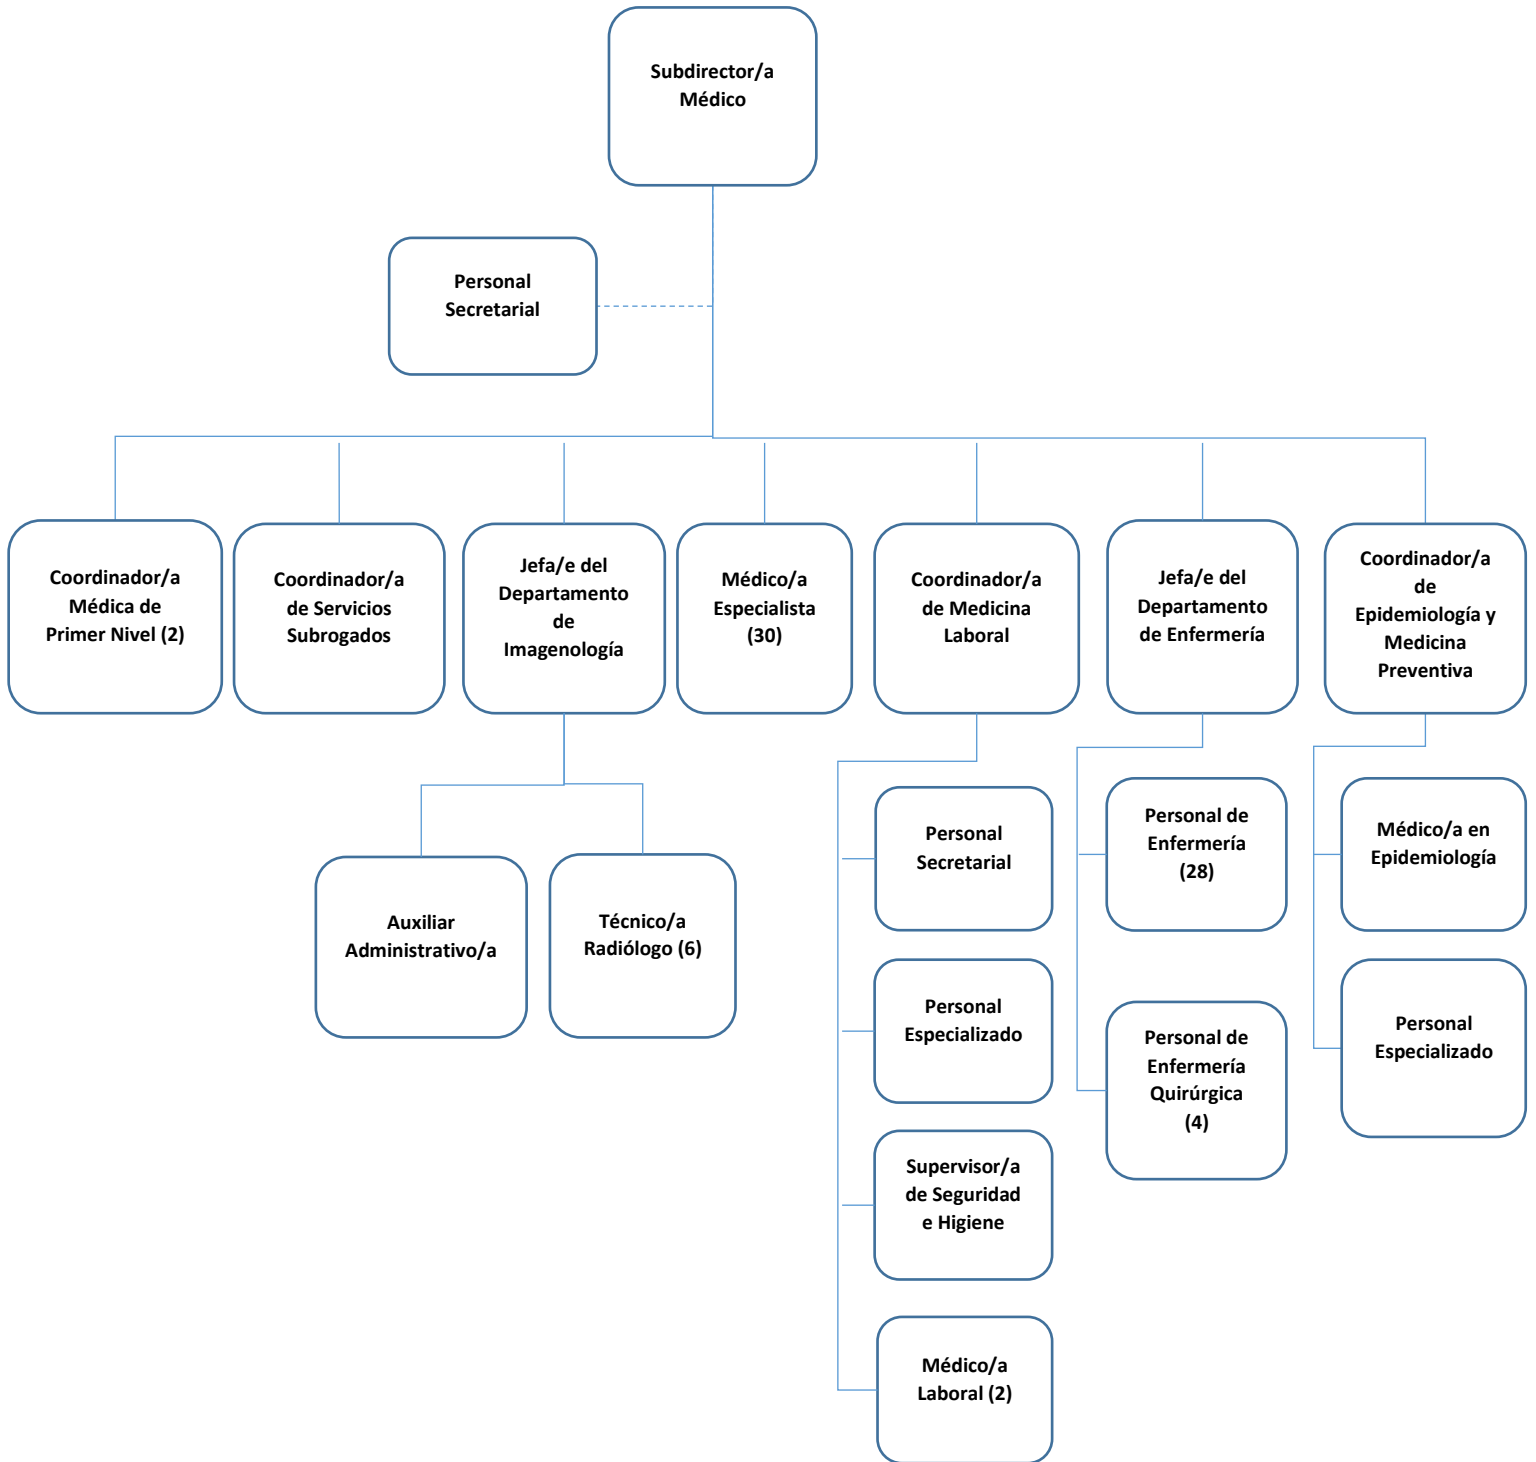 Subdirector/a
Médico
Personal
Secretarial
Coordinador/a
Médica de
Primer Nivel (2)
Coordinador/a
de Servicios
Subrogados
Jefa/e del
Departamento
de
Imagenología
Médico/a
Especialista
(30)
Coordinador/a
de Medicina
Laboral
Jefa/e del
Departamento
de Enfermería
Coordinador/a
de
Epidemiología y
Medicina
Preventiva
Auxiliar
Administrativo/a
Técnico/a
Radiólogo (6)
Personal
Secretarial
Personal
Especializado
Supervisor/a
de Seguridad
e Higiene
Médico/a
Laboral (2)
Personal de
Enfermería
(28)
Personal de
Enfermería
Quirúrgica
(4)
Médico/a en
Epidemiología
Personal
Especializado